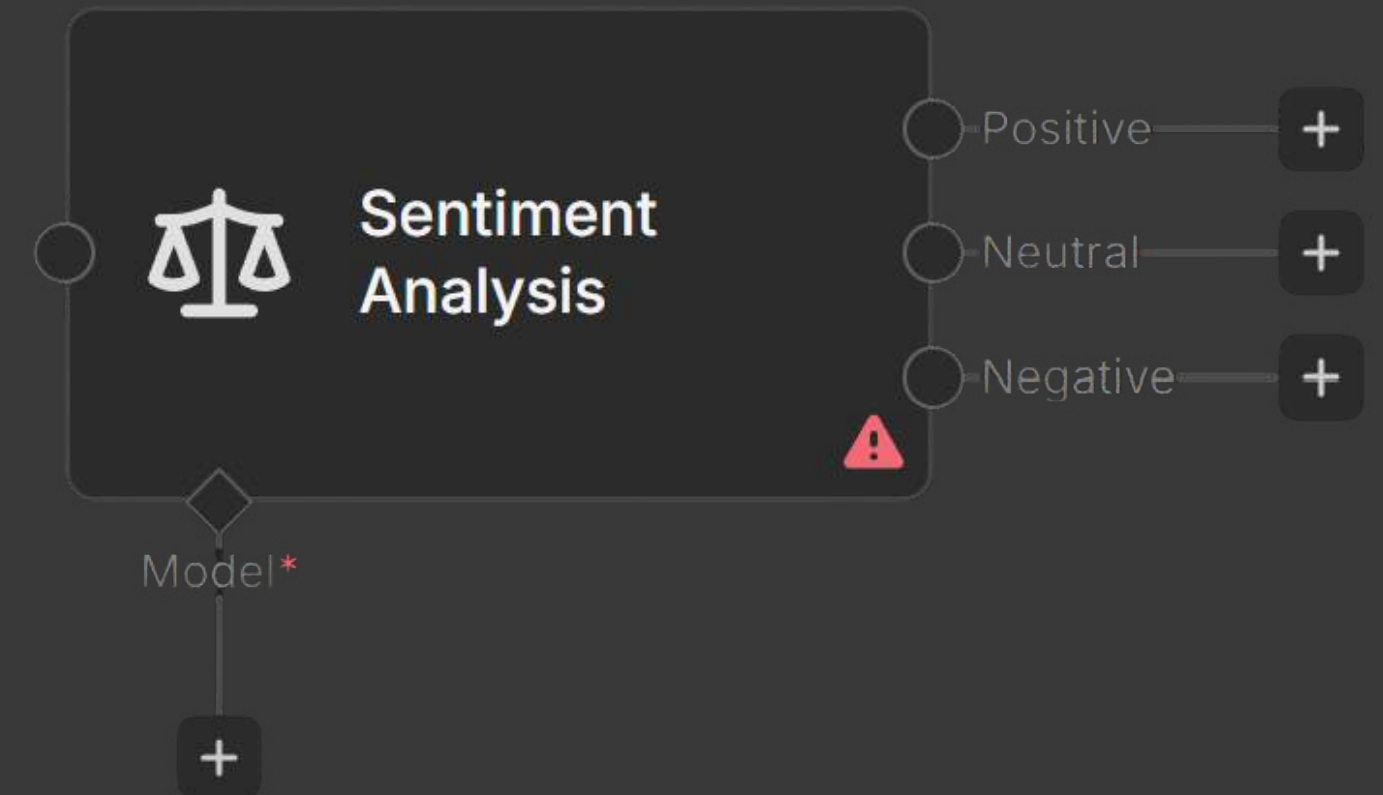 Sentiment
Analysis
Positive
Neutral
Negative
Model*